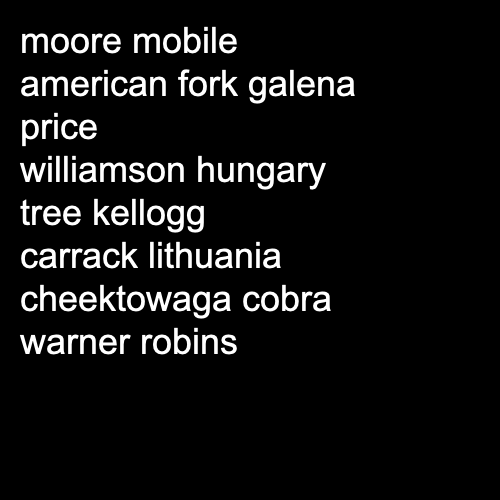 moore mobile
american fork galena
price
williamson hungary
tree kellogg
carrack lithuania
cheektowaga cobra
warner robins